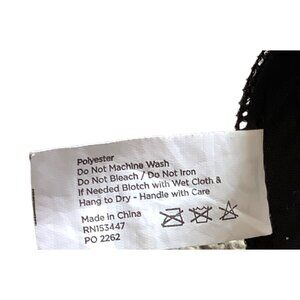 Polyester
Do Not Machine Wash
Do Not Bleach / Do Not Iron
If Needed Blotch with Wet Cloth &
Hang to Dry - Handle with Care
Made in China
RN153447
PO 2262